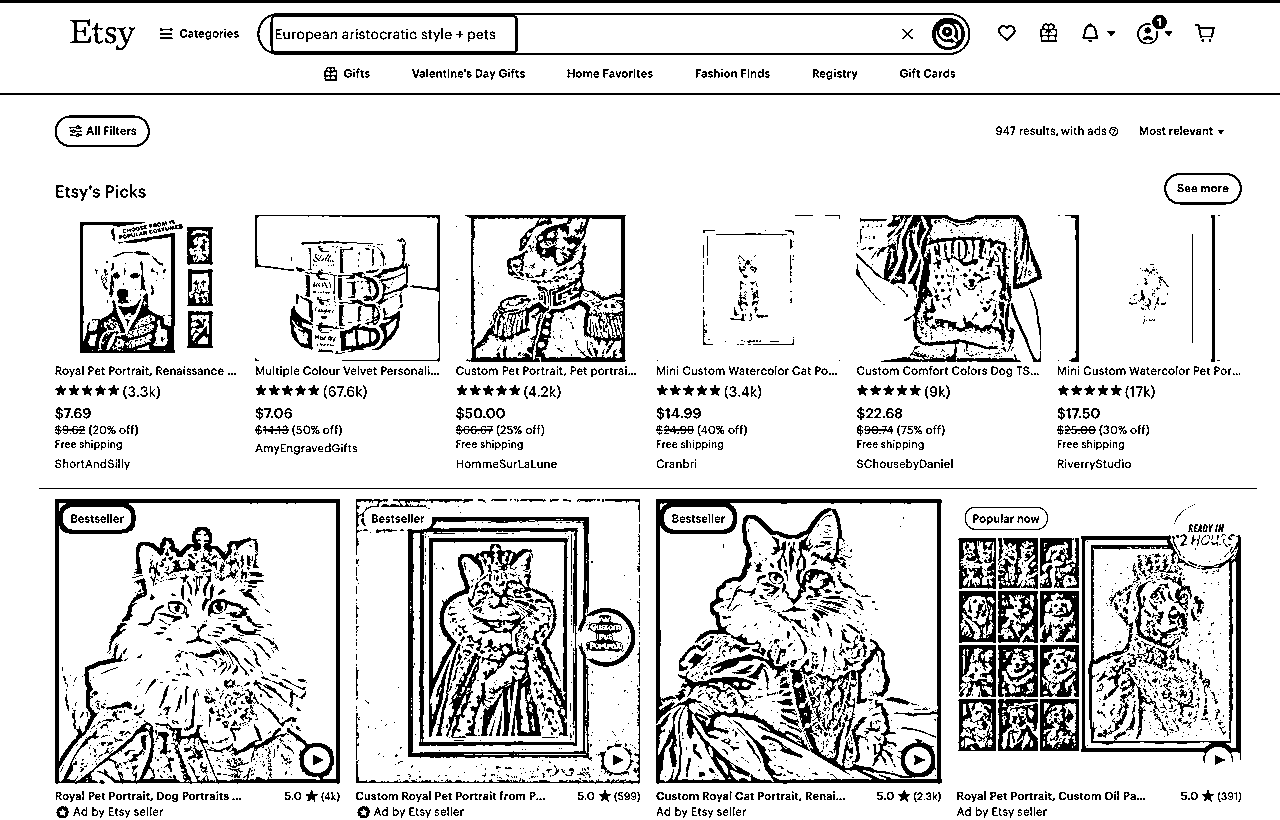 Etsy
Categories
European aristocratic style + pets
1
Gifts
Valentine's Day Gifts
Home Favorites
Fashion Finds
Registry
Gift Cards
All Filters
947 results, with ads
Most relevant
Etsy's Picks
See more
CHOOSE FROM 15
POPULAR COSTUMES
THOMAS
Royal Pet Portrait, Renaissance ...
(3.3k)
$7.69
$9.62 (20% off)
Free shipping
ShortAndSilly
Multiple Colour Velvet Personali...
(67.6k)
$7.06
$14.13 (50% off)
AmyEngravedGifts
Custom Pet Portrait, Pet portrai...
(4.2k)
$50.00
$66.67 (25% off)
Free shipping
HommeSurLaLune
Mini Custom Watercolor Cat Po...
(3.4k)
$14.99
$24.98 (40% off)
Free shipping
Cranbri
Custom Comfort Colors Dog TS...
(9k)
$22.68
$90.74 (75% off)
Free shipping
SChousebyDaniel
Mini Custom Watercolor Pet Por...
(17k)
$17.50
$25.00 (30% off)
Free shipping
RiverryStudio
Bestseller
Bestseller
Custom
Pet
Portrait
Bestseller
Popular now
READY IN
2 HOURS
Royal Pet Portrait, Dog Portraits ...
5.0 (4k)
Ad by Etsy seller
Custom Royal Pet Portrait from P...
5.0 (599)
Ad by Etsy seller
Custom Royal Cat Portrait, Renai...
5.0 (2.3k)
Ad by Etsy seller
Royal Pet Portrait, Custom Oil Pa...
5.0 (391)
Ad by Etsy seller